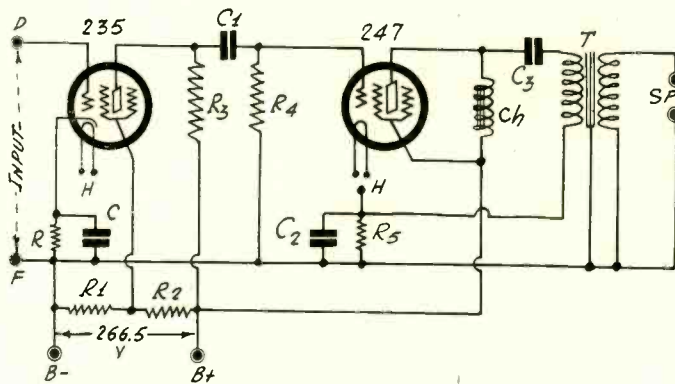 D
235
C1
247
C3
T
R3
R4
Ch
SP
INPUT
H
H
R
C
C2
R5
F
R1
R2
266.5
V
B-
B+